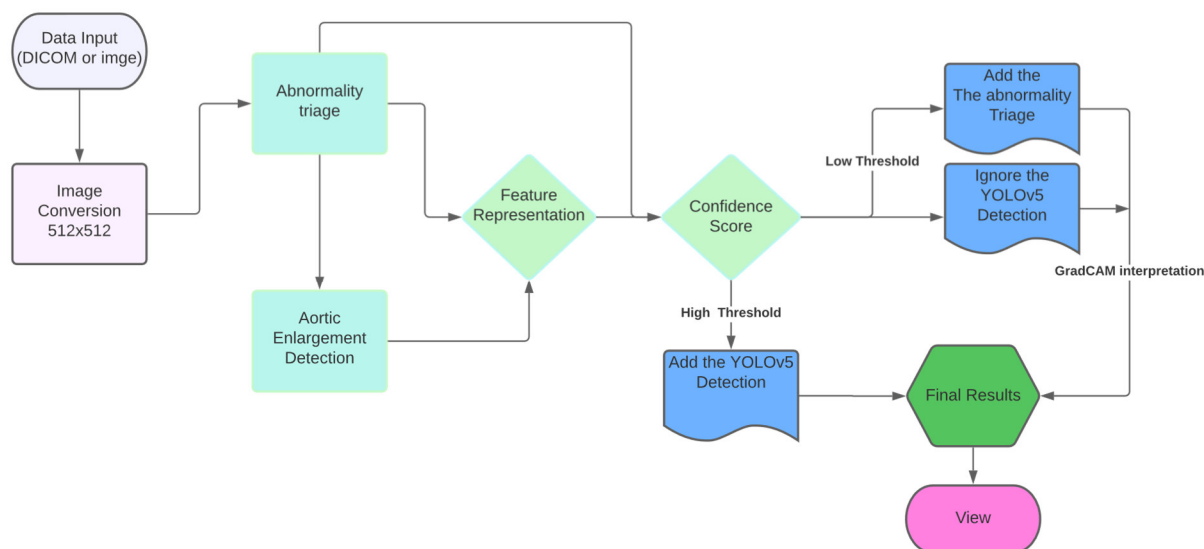 Data Input
(DICOM or imge)
Image
Conversion
512x512
Abnormality
triage
Aortic
Enlargement
Detection
Feature
Representation
Confidence
Score
Low Threshold
High  Threshold
Add the
The abnormality
Triage
Ignore the
YOLOv5
Detection
GradCAM interpretation
Add the YOLOv5
Detection
Final Results
View